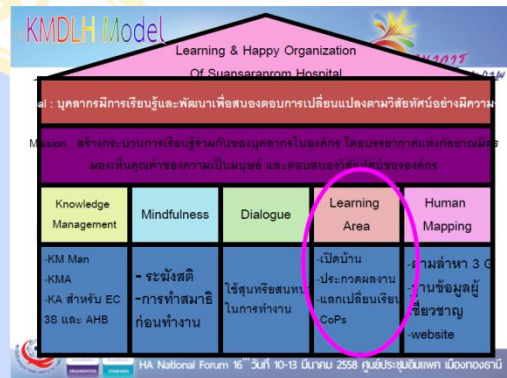 KMDLH Model
Learning & Happy Organization
Of Suansaranrom Hospital
al : บุคลากรมีการเรียนรู้และพัฒนาเพื่อสนองตอบการเปลี่ยนแปลงตามวิสัยทัศน์อย่างมีความ
Mission : สร้างกระบวนการเรียนรู้ร่วมกันของบุคลากรในองค์กร โดยบรรยากาศแห่งกัลยาณมิตร
มองเห็นคุณค่าของความเป็นมนุษย์ และตอบสนองวิสัยทัศน์ขององค์กร
Knowledge
Management
Mindfulness
Dialogue
Learning
Area
Human
Mapping
-KM Man
-KMA
-KA สำหรับ EC
3S และ AHB
- ระฆังสติ
-การทำสมาธิ
ก่อนทำงาน
ใช้สุนทรียสนทนา
ในการทำงาน
-เปิดบ้าน
-ประกวดผลงาน
-แลกเปลี่ยนเรียน
CoPs
-ตามล่าหา 3 G
-ฐานข้อมูลผู้
เชี่ยวชาญ
-website
HA National Forum 16 วันที่ 10-13 มีนาคม 2558 ศูนย์ประชุมอิมแพค เมืองทองธานี